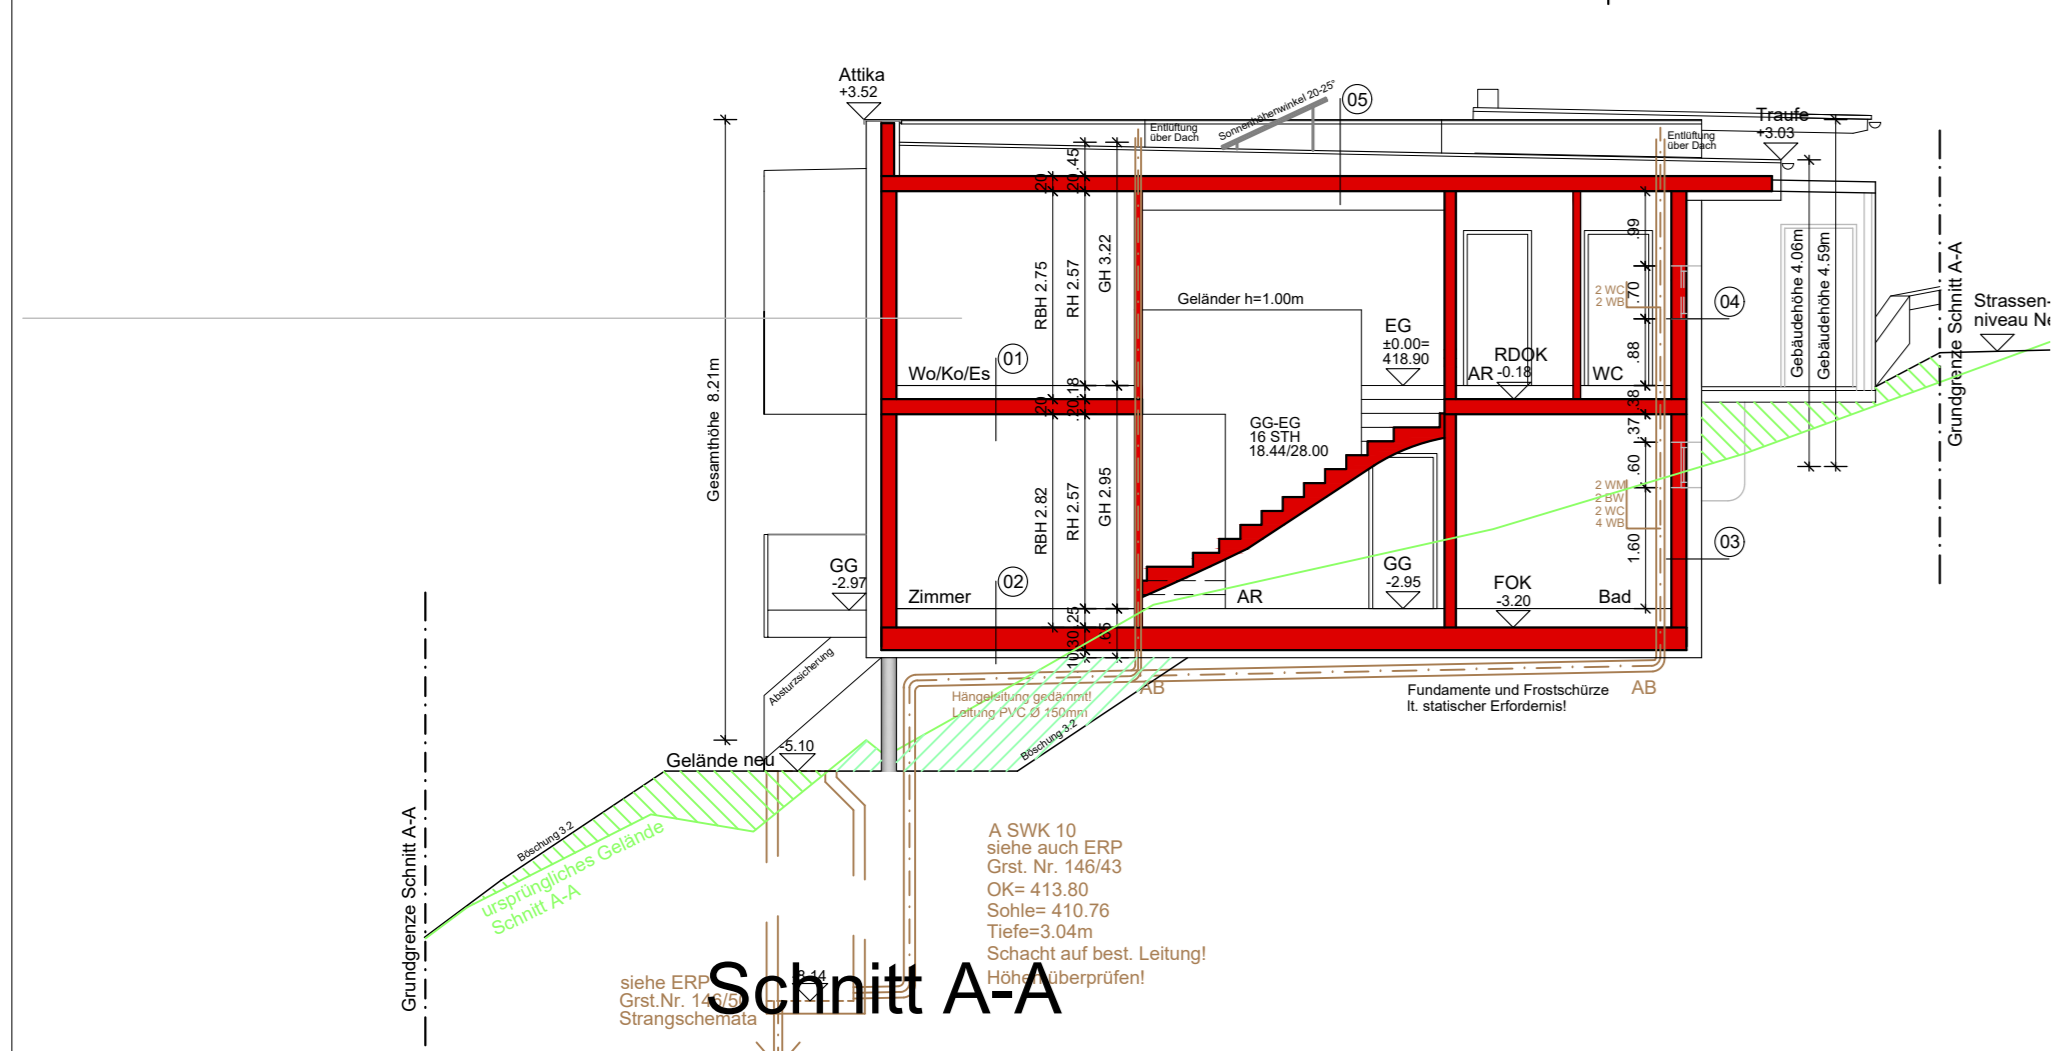 Attika
+3.52
Sonnenhöhenwinkel 20-25°
05
Entlüftung
über Dach
Entlüftung
über Dach
Traufe
+3.03
20
.20
.45
RBH 2.75
RH 2.57
GH 3.22
Geländer h=1.00m
EG
±0.00=
418.90
RDOK
-0.18
AR
WC
.99
2 WC
2 WB
.70
.88
04
Gebäudehöhe 4.06m
Gebäudehöhe 4.59m
Grundgrenze Schnitt A-A
Strassen-
niveau Ne
Wo/Ko/Es
01
20
.20
.18
.38
.37
Gesamthöhe 8.21m
GG-EG
16 STH
18.44/28.00
RBH 2.82
RH 2.57
GH 2.95
.60
2 WM
2 BW
2 WC
4 WB
1.60
03
GG
-2.97
Zimmer
02
AR
GG
-2.95
FOK
-3.20
Bad
.25
.30
10
.65
Absturzsicherung
Hängeleitung gedämmt!
Leitung PVC Ø 150mm
AB
Böschung 3:2
Fundamente und Frostschürze
lt. statischer Erfordernis!
AB
Gelände neu
-5.10
Böschung 3:2
ursprüngliches Gelände
Schnitt A-A
Grundgrenze Schnitt A-A
A SWK 10
siehe auch ERP
Grst. Nr. 146/43
OK= 413.80
Sohle= 410.76
Tiefe=3.04m
Schacht auf best. Leitung!
Höhen überprüfen!
siehe ERP
Grst.Nr. 146/50
Strangschemata
-8.14
Schnitt A-A